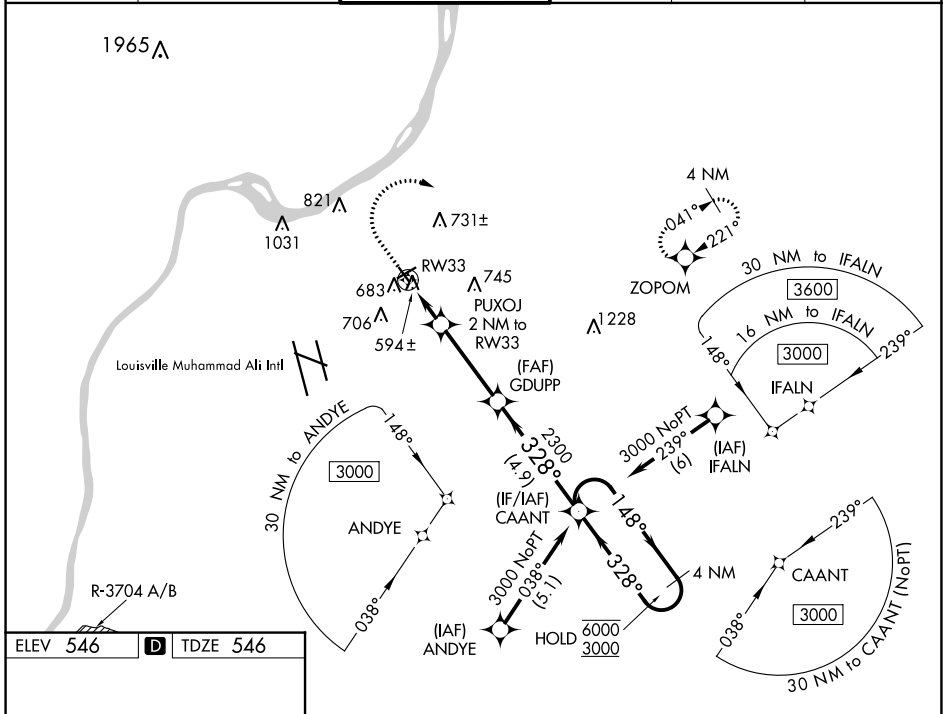 1965
4 NM
041°
221°
821
731±
1031
RW33
ZOPOM
683
745
30 NM to IFALN
3600
PUXOJ
2 NM to
RW33
706
1228
16 NM to IFALN
148°
239°
594±
3000
Louisville Muhammad Ali Intl
(FAF)
GDUPP
IFALN
30 NM to ANDYE
148°
3000 NoPT
239°
(6)
(IAF)
IFALN
2300
328°
(4.9)
3000
(IF/IAF)
CAANT
148°
239°
ANDYE
3000 NoPT
038°
(5.1)
328°
4 NM
CAANT
R-3704 A/B
038°
(IAF)
ANDYE
HOLD
6000
3000
038°
3000
30 NM to CAANT (NoPT)
ELEV 546 D TDZE 546